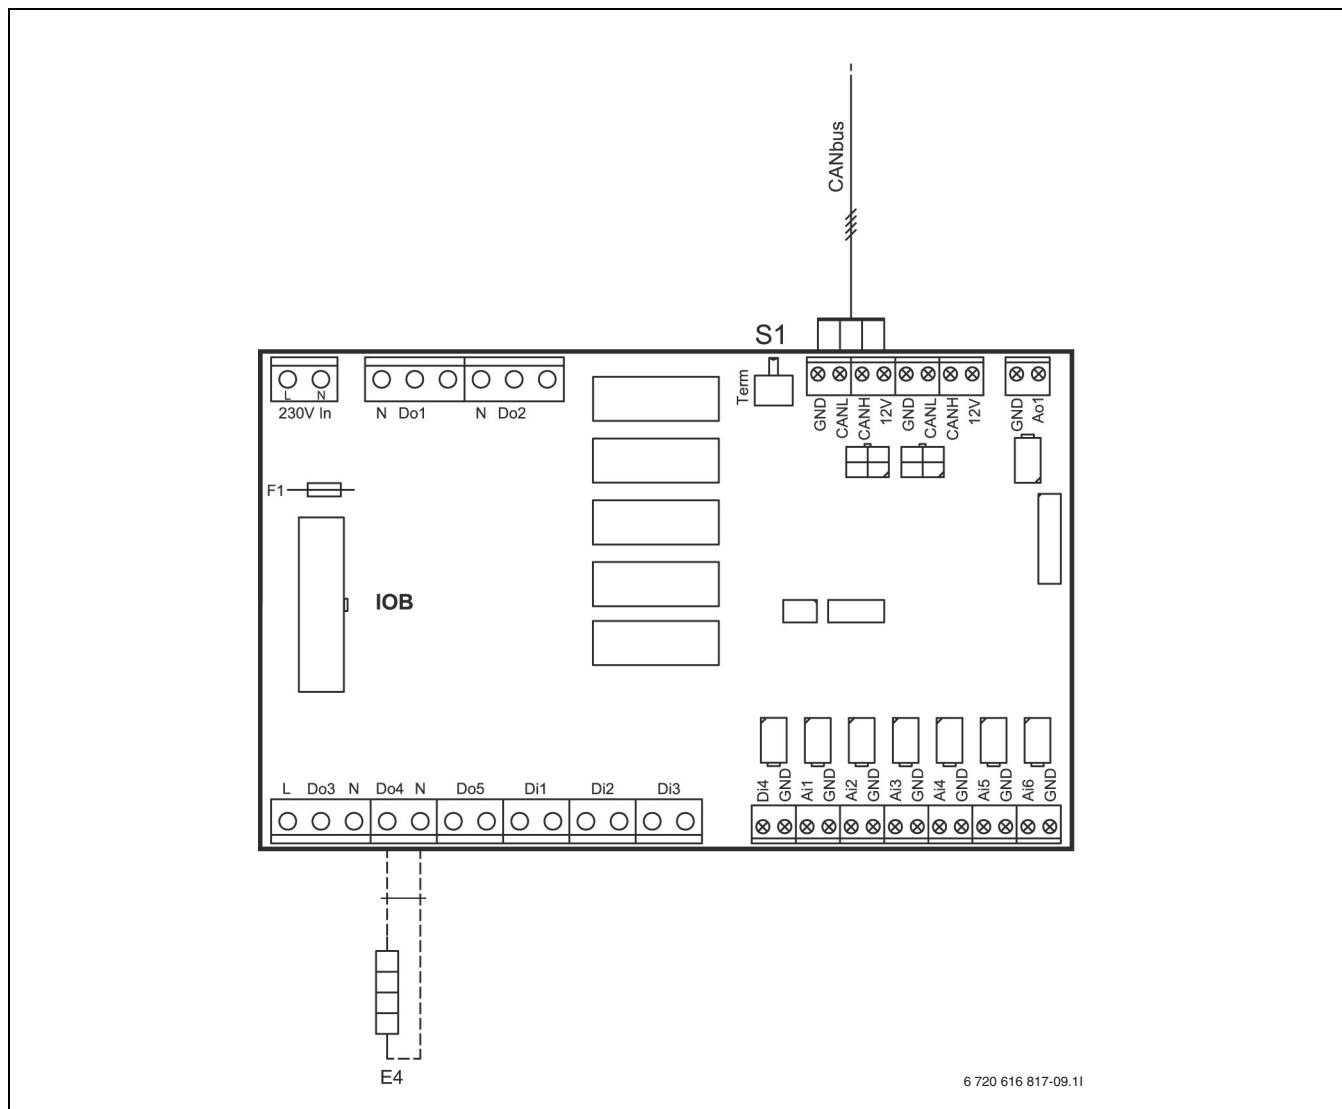 CANbus
S1
Term
L N
230V In
N Do1 N Do2
GND CANL CANH 12V GND CANL CANH 12V
GND Ao1
F1
IOB
L Do3 N Do4 N Do5 Di1 Di2 Di3
Di4 GND Ai1 GND Ai2 GND Ai3 GND Ai4 GND Ai5 GND Ai6 GND
E4
6 720 616 817-09.1I